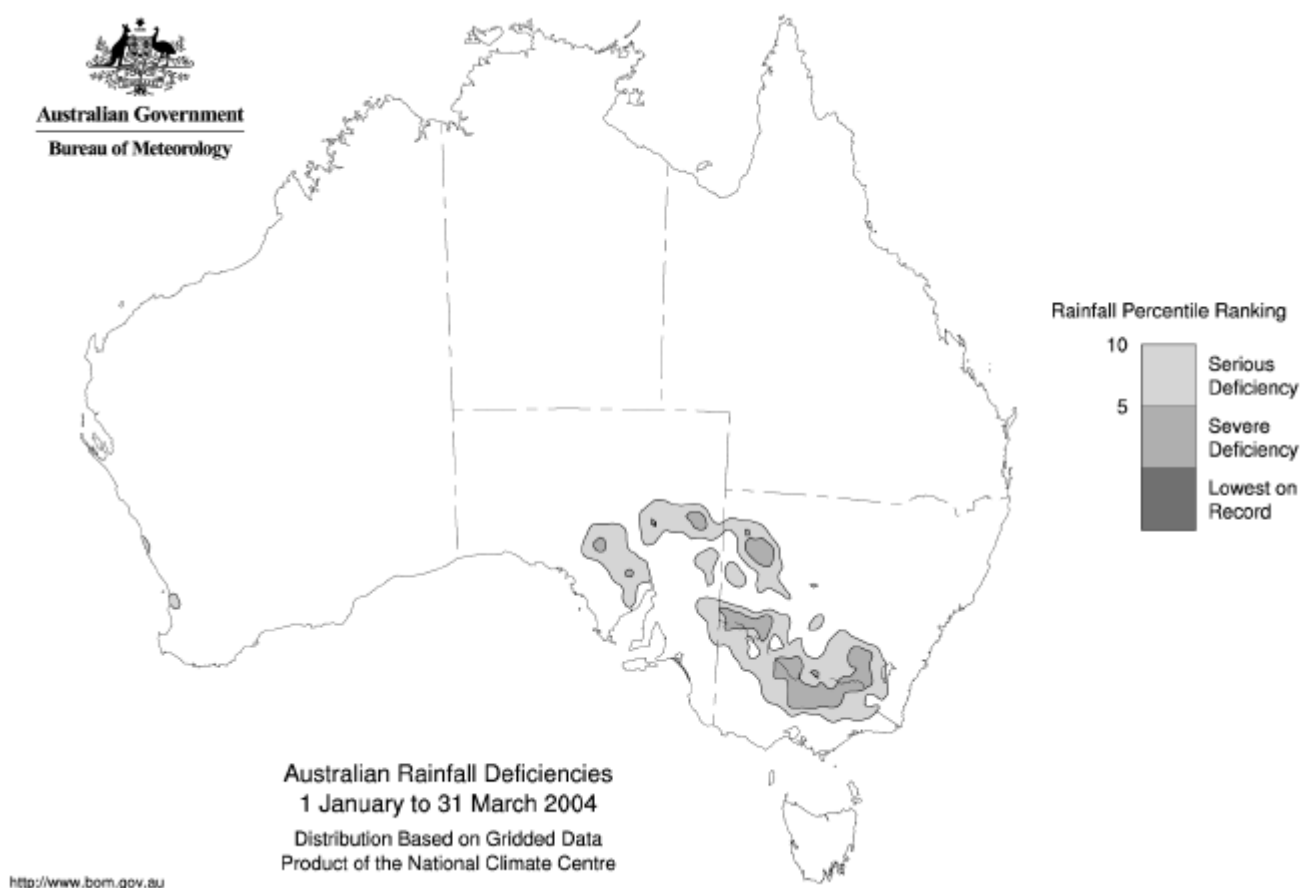 Australian Government
Bureau of Meteorology
Rainfall Percentile Ranking
10
Serious
Deficiency
5
Severe
Deficiency
Lowest on
Record
Australian Rainfall Deficiencies
1 January to 31 March 2004
Distribution Based on Gridded Data
Product of the National Climate Centre
http://www.bom.gov.au